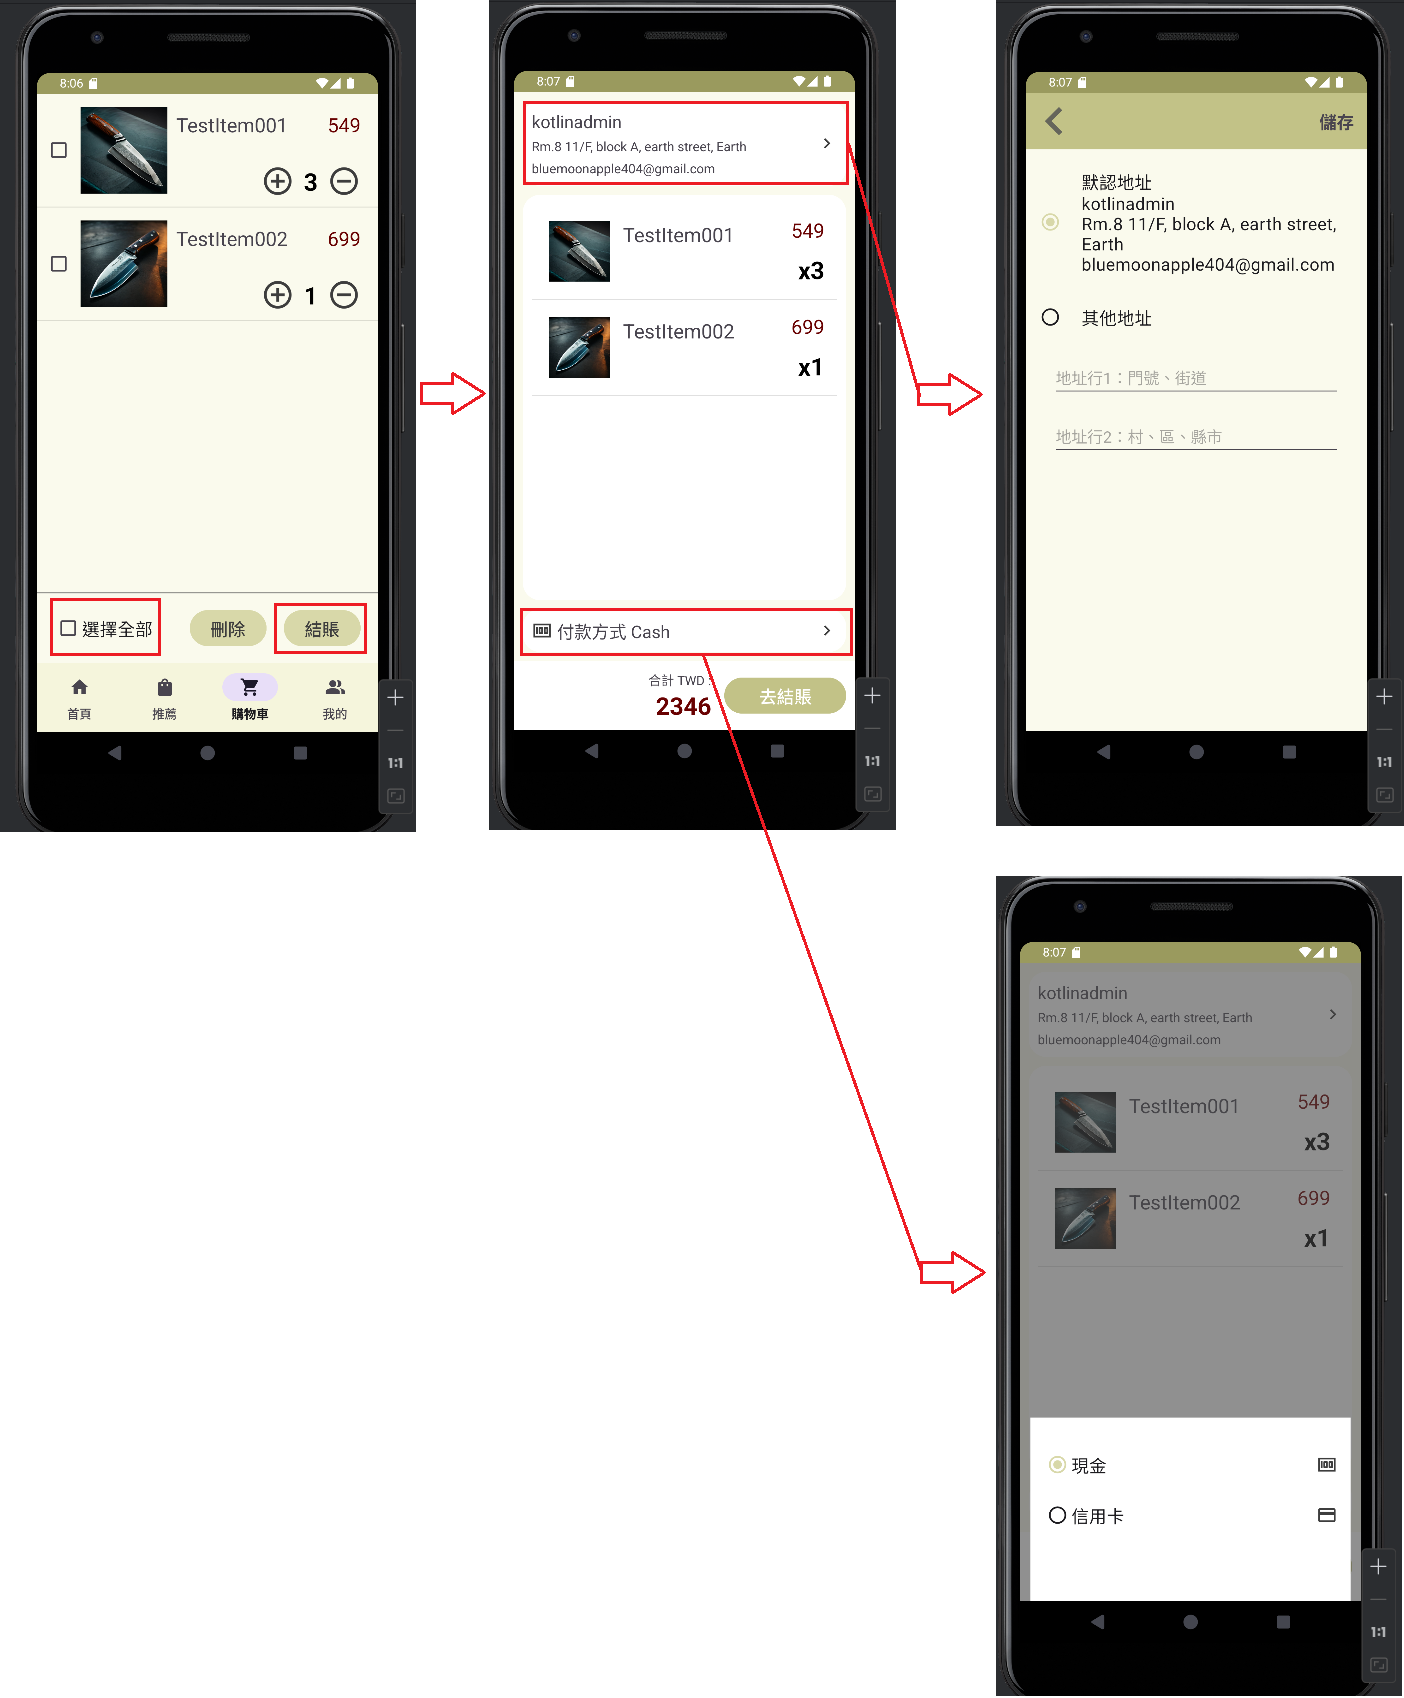 8:06
TestItem001
549
3
TestItem002
699
1
選擇全部
刪除
結賬
首頁
推薦
購物車
我的
1:1
8:07
kotlinadmin
Rm.8 11/F, block A, earth street, Earth
bluemoonapple404@gmail.com
TestItem001
549
x3
TestItem002
699
x1
付款方式 Cash
合計 TWD :
2346
去結賬
1:1
8:07
儲存
默認地址
kotlinadmin
Rm.8 11/F, block A, earth street,
Earth
bluemoonapple404@gmail.com
其他地址
地址行1：門號、街道
地址行2：村、區、縣市
1:1
8:07
kotlinadmin
Rm.8 11/F, block A, earth street, Earth
bluemoonapple404@gmail.com
TestItem001
549
x3
TestItem002
699
x1
現金
信用卡
1:1